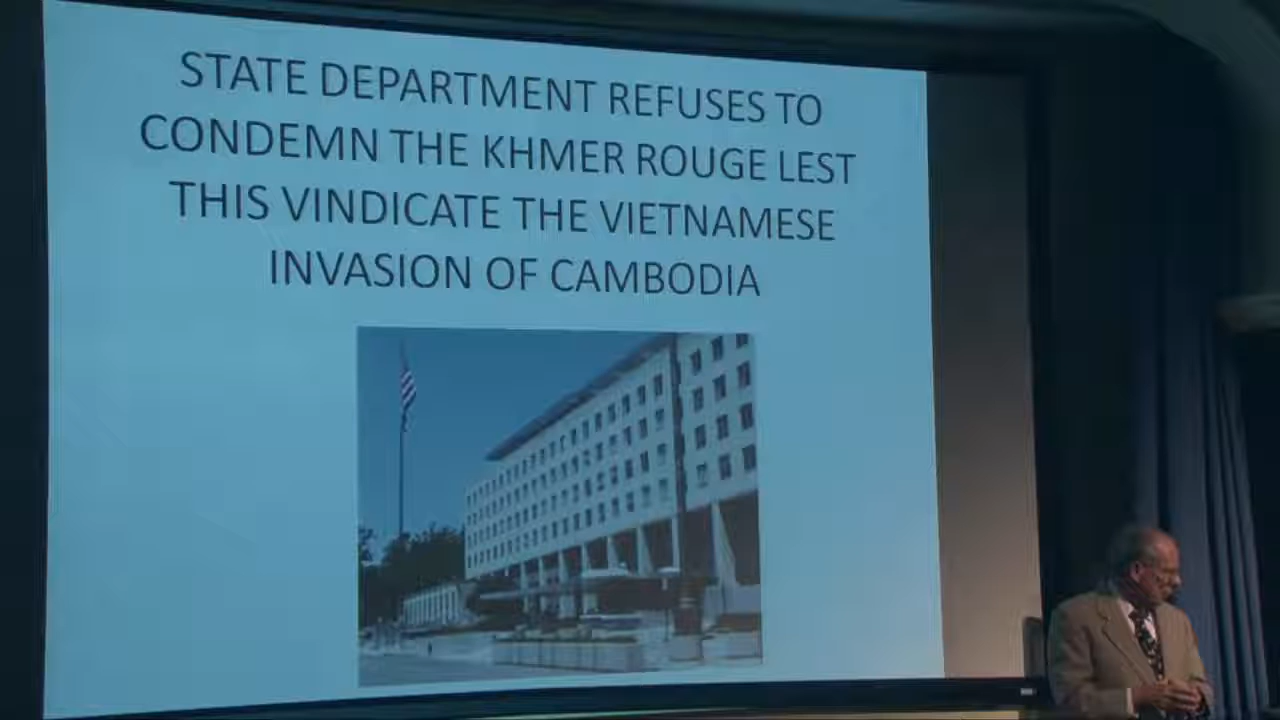 STATE DEPARTMENT REFUSES TO
CONDEMN THE KHMER ROUGE LEST
THIS VINDICATE THE VIETNAMESE
INVASION OF CAMBODIA